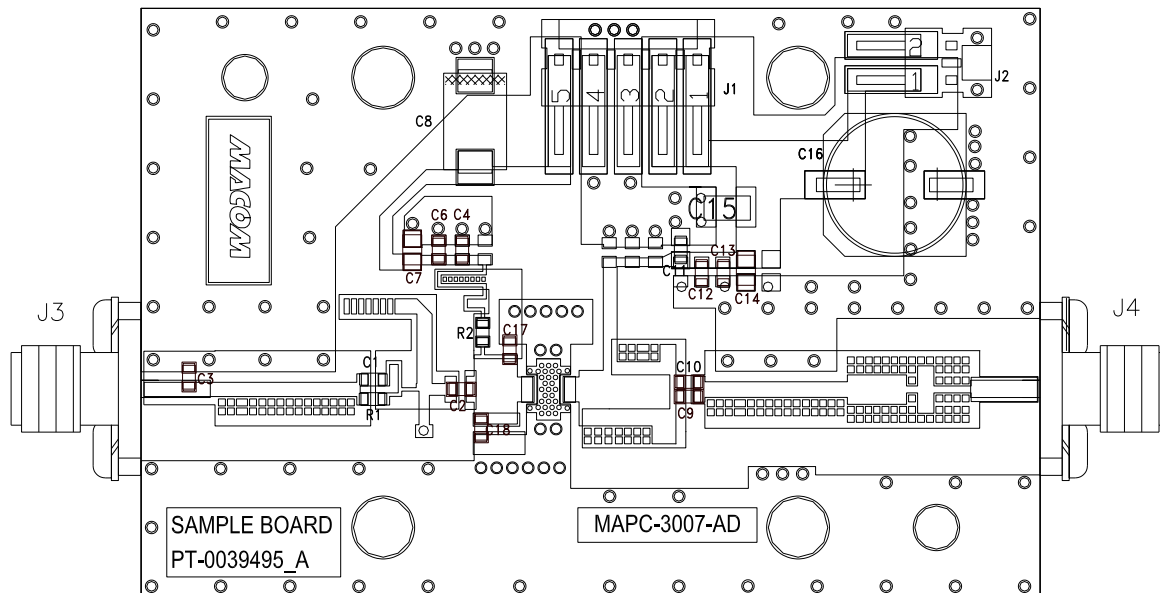 2
5 4 3 2 1
1
J2
J1
C8
MACOM
C16
C15
C6 C4
C13
C7
C11
C12 C14
J3
J4
R2
C17
C1
C3
C10
C2
R1
C9
C18
SAMPLE BOARD
PT-0039495_A
MAPC-3007-AD